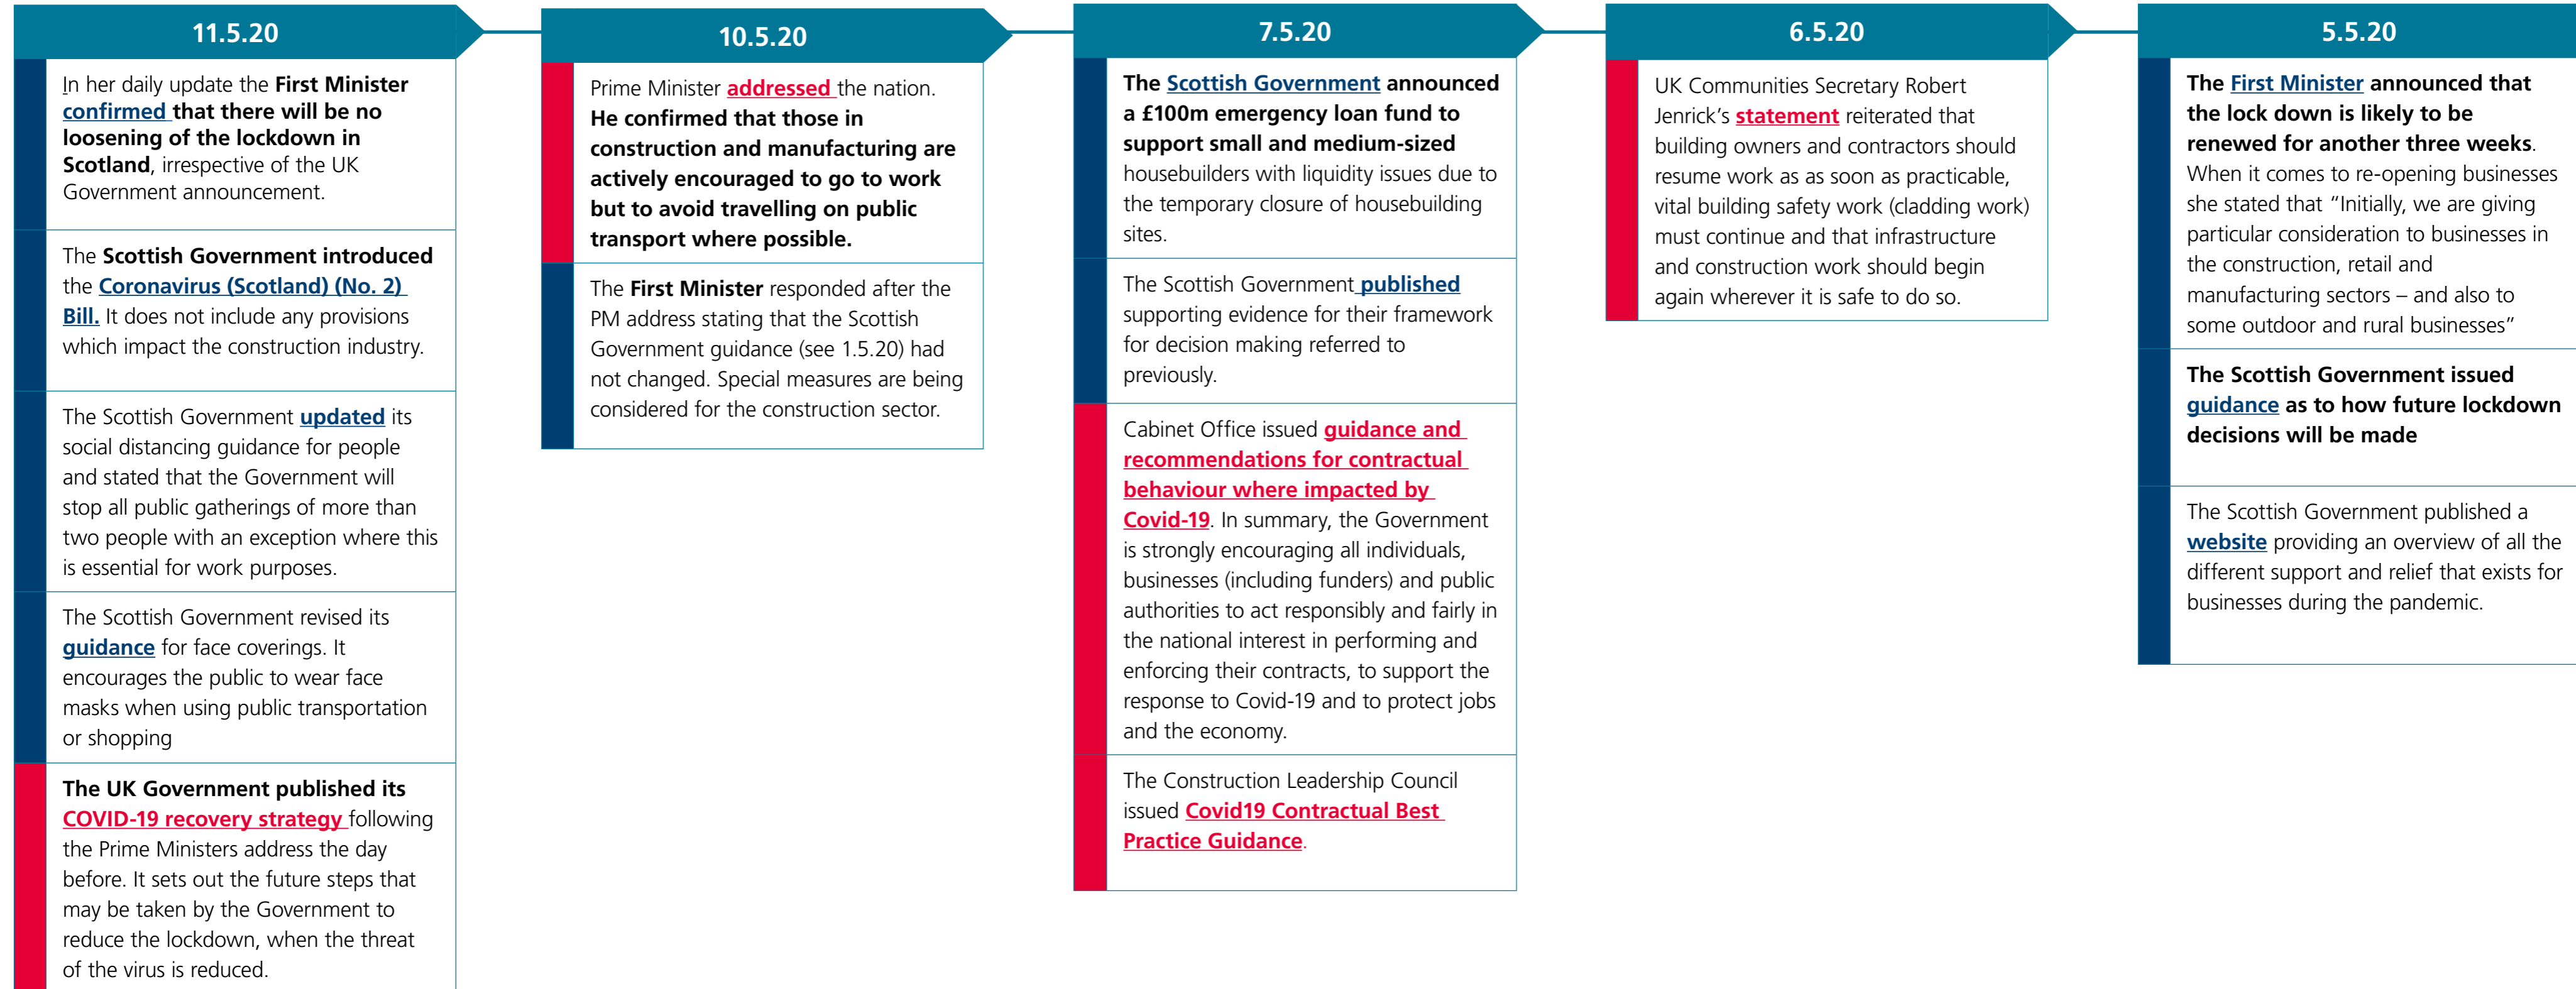 11.5.20
In her daily update the First Minister
confirmed that there will be no
loosening of the lockdown in
Scotland, irrespective of the UK
Government announcement.
The Scottish Government introduced
the Coronavirus (Scotland) (No. 2)
Bill. It does not include any provisions
which impact the construction industry.
The Scottish Government updated its
social distancing guidance for people
and stated that the Government will
stop all public gatherings of more than
two people with an exception where this
is essential for work purposes.
The Scottish Government revised its
guidance for face coverings. It
encourages the public to wear face
masks when using public transportation
or shopping
The UK Government published its
COVID-19 recovery strategy following
the Prime Ministers address the day
before. It sets out the future steps that
may be taken by the Government to
reduce the lockdown, when the threat
of the virus is reduced.
10.5.20
Prime Minister addressed the nation.
He confirmed that those in
construction and manufacturing are
actively encouraged to go to work
but to avoid travelling on public
transport where possible.
The First Minister responded after the
PM address stating that the Scottish
Government guidance (see 1.5.20) had
not changed. Special measures are being
considered for the construction sector.
7.5.20
The Scottish Government announced
a £100m emergency loan fund to
support small and medium-sized
housebuilders with liquidity issues due to
the temporary closure of housebuilding
sites.
The Scottish Government published
supporting evidence for their framework
for decision making referred to
previously.
Cabinet Office issued guidance and
recommendations for contractual
behaviour where impacted by
Covid-19. In summary, the Government
is strongly encouraging all individuals,
businesses (including funders) and public
authorities to act responsibly and fairly in
the national interest in performing and
enforcing their contracts, to support the
response to Covid-19 and to protect jobs
and the economy.
The Construction Leadership Council
issued Covid19 Contractual Best
Practice Guidance.
6.5.20
UK Communities Secretary Robert
Jenrick's statement reiterated that
building owners and contractors should
resume work as as soon as practicable,
vital building safety work (cladding work)
must continue and that infrastructure
and construction work should begin
again wherever it is safe to do so.
5.5.20
The First Minister announced that
the lock down is likely to be
renewed for another three weeks.
When it comes to re-opening businesses
she stated that “Initially, we are giving
particular consideration to businesses in
the construction, retail and
manufacturing sectors – and also to
some outdoor and rural businesses”
The Scottish Government issued
guidance as to how future lockdown
decisions will be made
The Scottish Government published a
website providing an overview of all the
different support and relief that exists for
businesses during the pandemic.